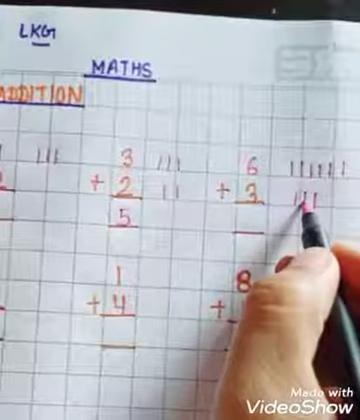 LKG
MATHS
ADDITION
||| 3 ||| 6 ||||||
+ 2 || + 3 |||
5
1 8
+ 4 +
Made with
VideoShow